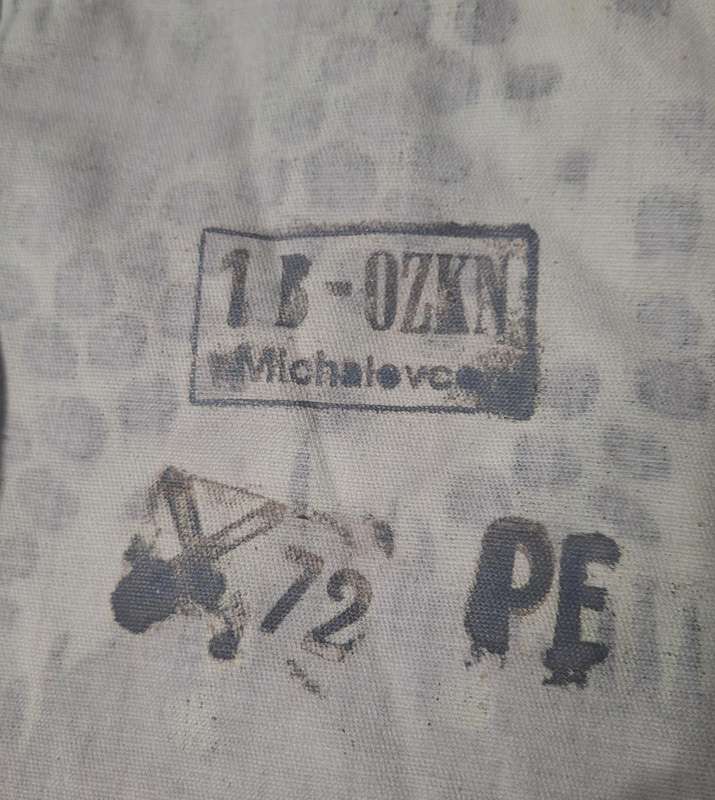 1 B - OZKN
Michalovce
72 PE